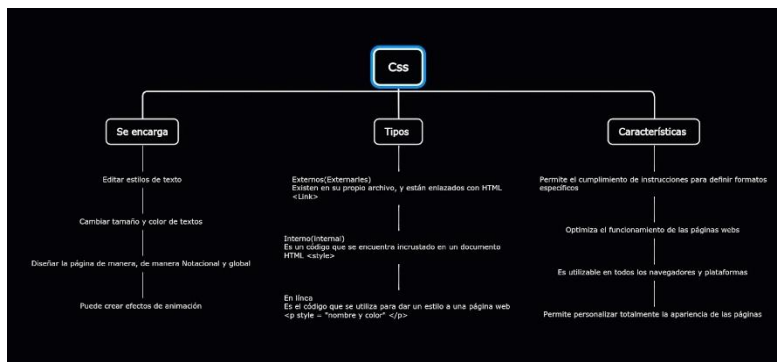 Css
Se encarga
Editar estilos de texto
Cambiar tamaño y color de textos
Diseñar la página de manera, de manera Notacional y global
Puede crear efectos de animación
Tipos
Externos(Externarles)
Existen en su propio archivo, y están enlazados con HTML
<Link>
Interno(Internal)
Es un código que se encuentra incrustado en un documento
HTML <style>
En línca
Es el código que se utiliza para dar un estilo a una página web
<p style = "nombre y color" </p>
Características
Permite el cumplimiento de instrucciones para definir formatos
específicos
Optimiza el funcionamiento de las páginas webs
Es utilizable en todos los navegadores y plataformas
Permite personalizar totalmente la apariencia de las páginas